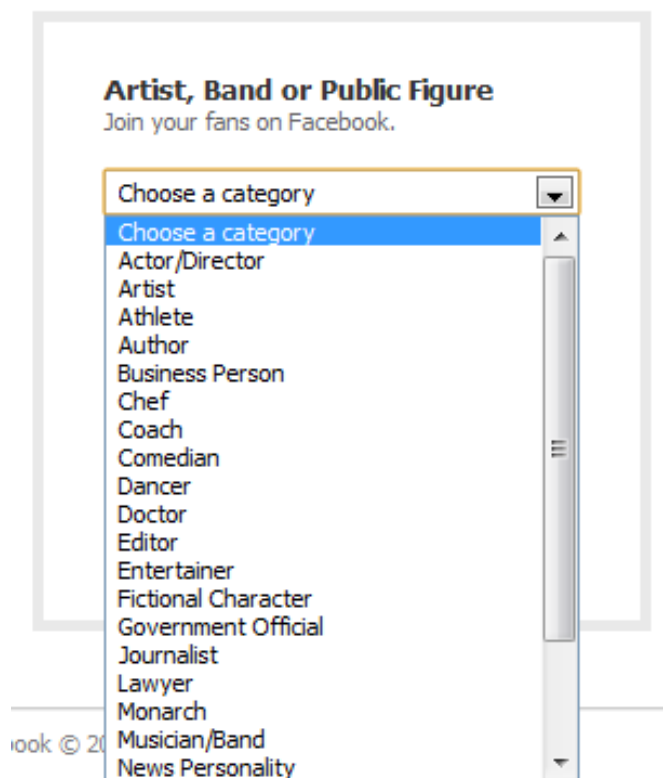 Artist, Band or Public Figure
Join your fans on Facebook.
Choose a category
Choose a category
Actor/Director
Artist
Athlete
Author
Business Person
Chef
Coach
Comedian
Dancer
Doctor
Editor
Entertainer
Fictional Character
Government Official
Journalist
Lawyer
Monarch
Musician/Band
ook © 20
News Personality